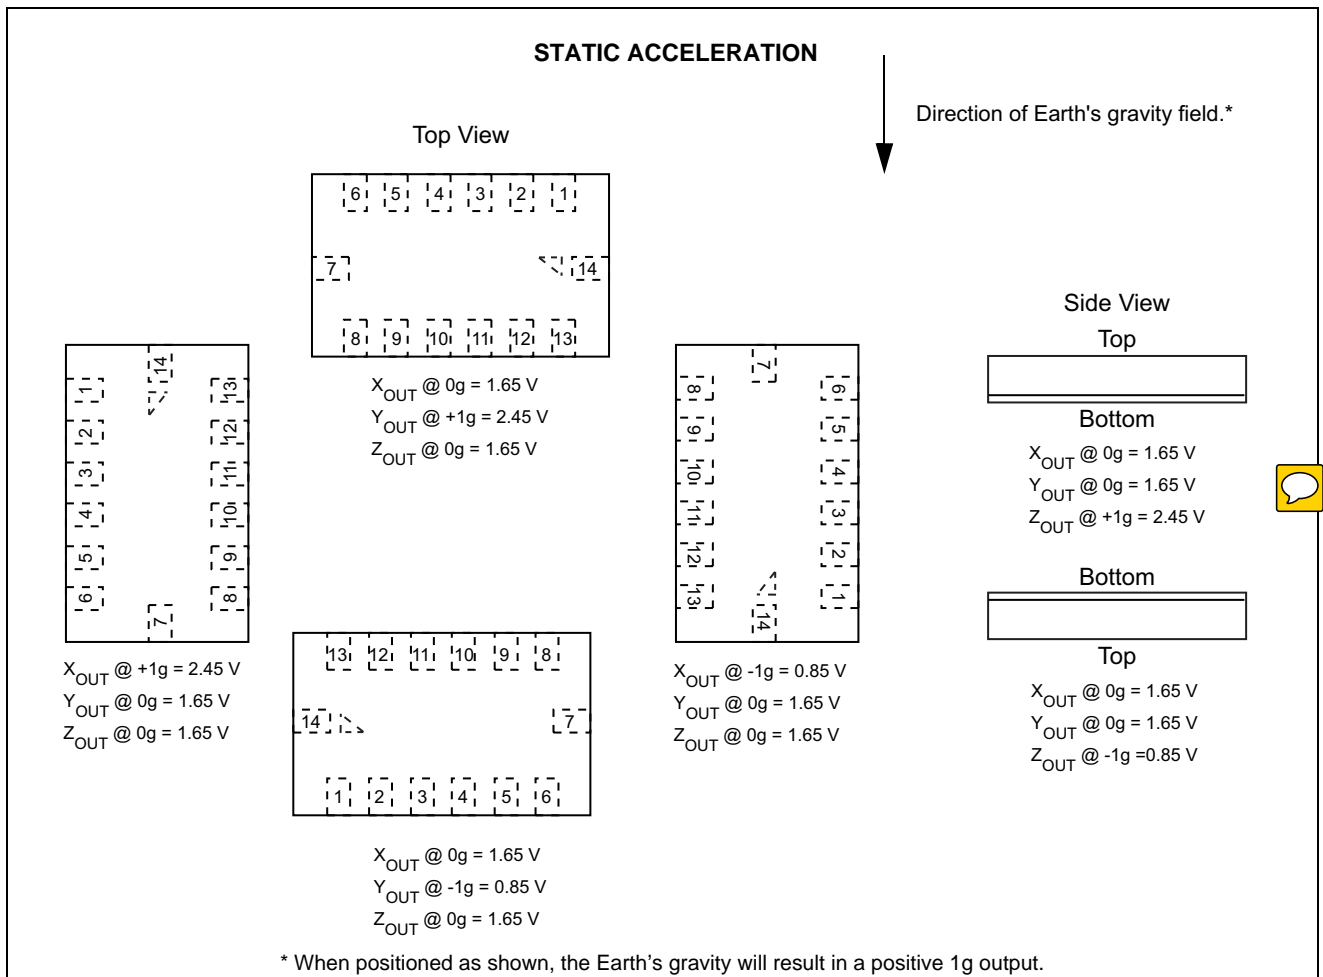 STATIC ACCELERATION
Direction of Earth's gravity field.*
Top View
6 5 4 3 2 1
7 14
8 9 10 11 12 13
X_OUT @ 0g = 1.65 V
Y_OUT @ +1g = 2.45 V
Z_OUT @ 0g = 1.65 V
14
1 13
2 12
3 11
4 10
5 9
6 8
7
X_OUT @ +1g = 2.45 V
Y_OUT @ 0g = 1.65 V
Z_OUT @ 0g = 1.65 V
13 12 11 10 9 8
14 7
1 2 3 4 5 6
X_OUT @ 0g = 1.65 V
Y_OUT @ -1g = 0.85 V
Z_OUT @ 0g = 1.65 V
7
8 6
9 5
10 4
11 3
12 2
13 1
14
X_OUT @ -1g = 0.85 V
Y_OUT @ 0g = 1.65 V
Z_OUT @ 0g = 1.65 V
Side View
Top
Bottom
X_OUT @ 0g = 1.65 V
Y_OUT @ 0g = 1.65 V
Z_OUT @ +1g = 2.45 V
Bottom
Top
X_OUT @ 0g = 1.65 V
Y_OUT @ 0g = 1.65 V
Z_OUT @ -1g =0.85 V
* When positioned as shown, the Earth's gravity will result in a positive 1g output.